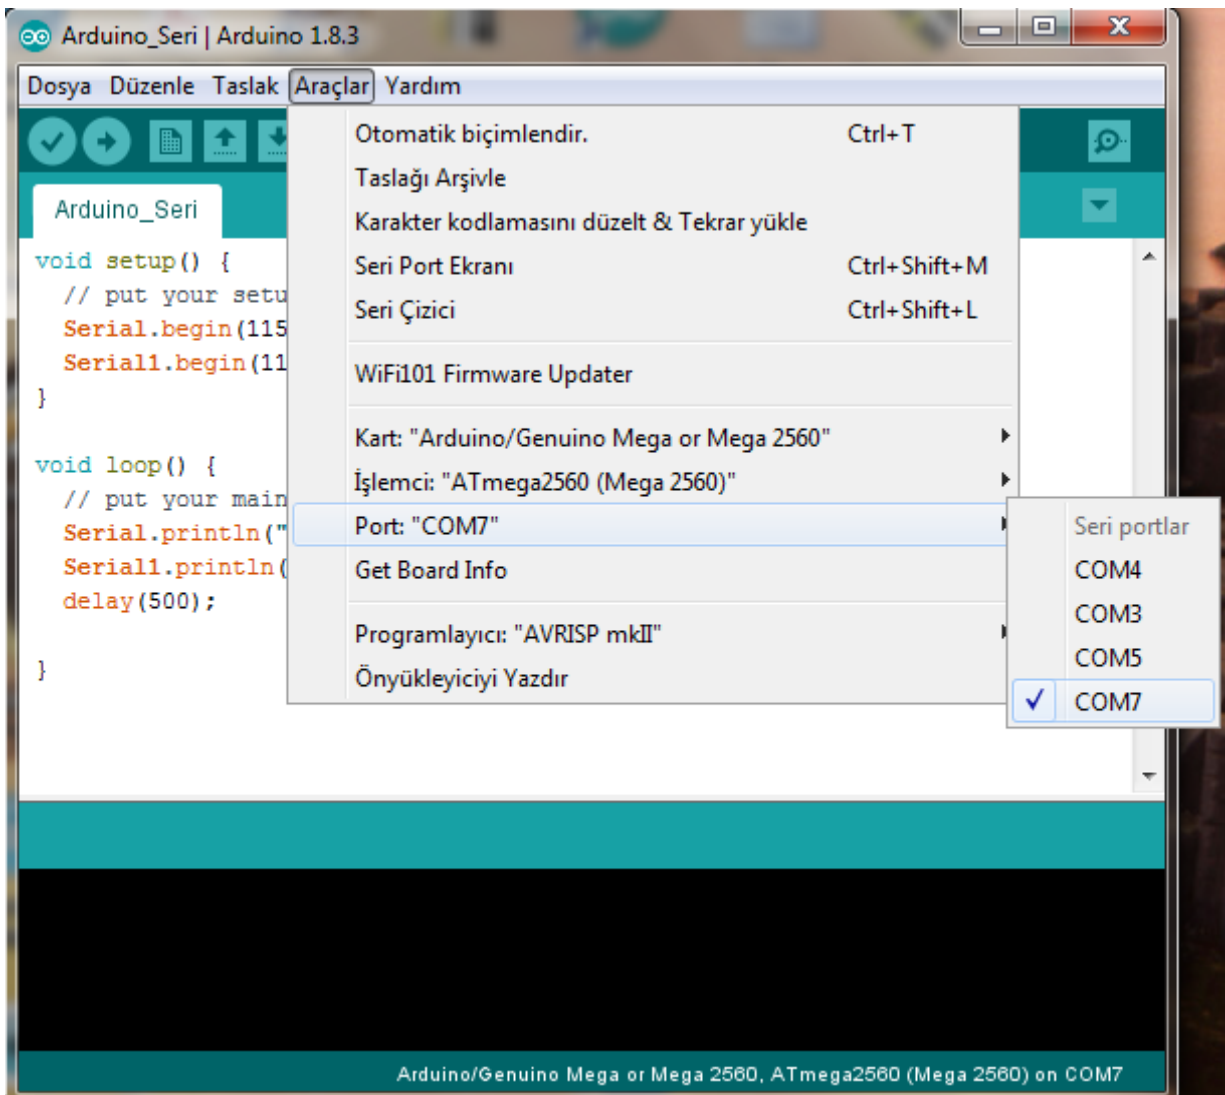 Arduino_Seri | Arduino 1.8.3
Dosya Düzenle Taslak Araçlar Yardım
Arduino_Seri
void setup() {
// put your setu
Serial.begin(115
Serial1.begin(11
}
void loop() {
// put your main
Serial.println("
Serial1.println(
delay(500);
}
Otomatik biçimlendir. Ctrl+T
Taslağı Arşivle
Karakter kodlamasını düzelt & Tekrar yükle
Seri Port Ekranı Ctrl+Shift+M
Seri Çizici Ctrl+Shift+L
WiFi101 Firmware Updater
Kart: "Arduino/Genuino Mega or Mega 2560"
İşlemci: "ATmega2560 (Mega 2560)"
Port: "COM7"
Get Board Info
Programlayıcı: "AVRISP mkII"
Önyükleyiciyi Yazdır
Seri portlar
COM4
COM3
COM5
COM7
Arduino/Genuino Mega or Mega 2560, ATmega2560 (Mega 2560) on COM7